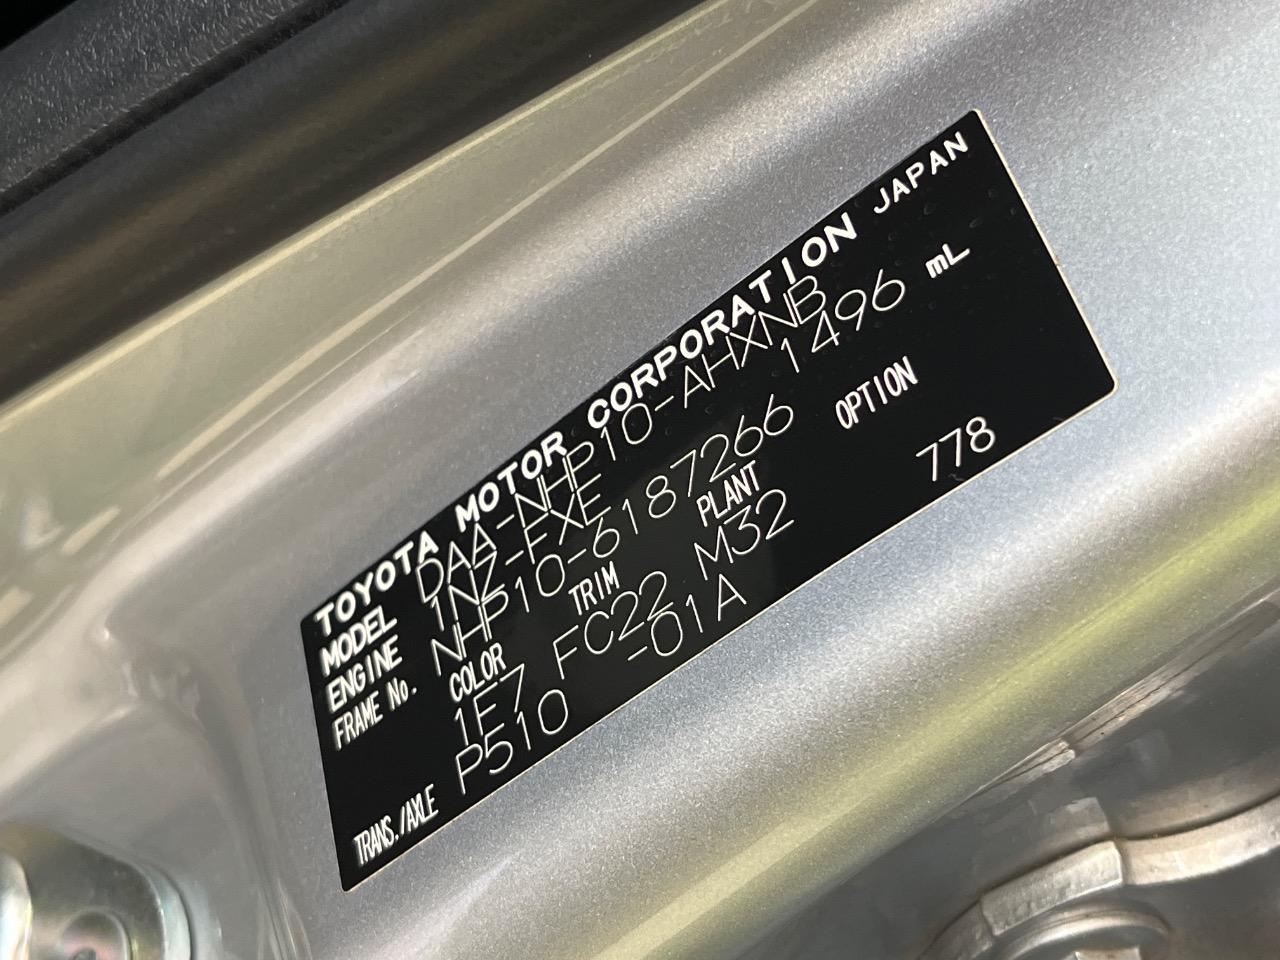 TOYOTA MOTOR CORPORATION JAPAN
MODEL DAA-NHP10-AHXNB
ENGINE 1NZ-FXE 1496 mL
FRAME No. NHP10-6187266
COLOR TRIM PLANT OPTION
1F7 FC22 M32 778
TRANS./AXLE P510 -01A